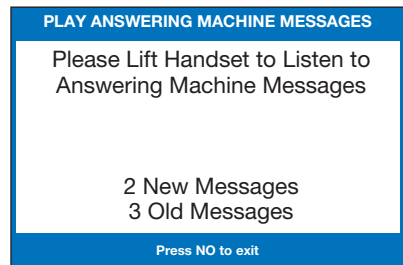 PLAY ANSWERING MACHINE MESSAGES
Please Lift Handset to Listen to
Answering Machine Messages
2 New Messages
3 Old Messages
Press NO to exit